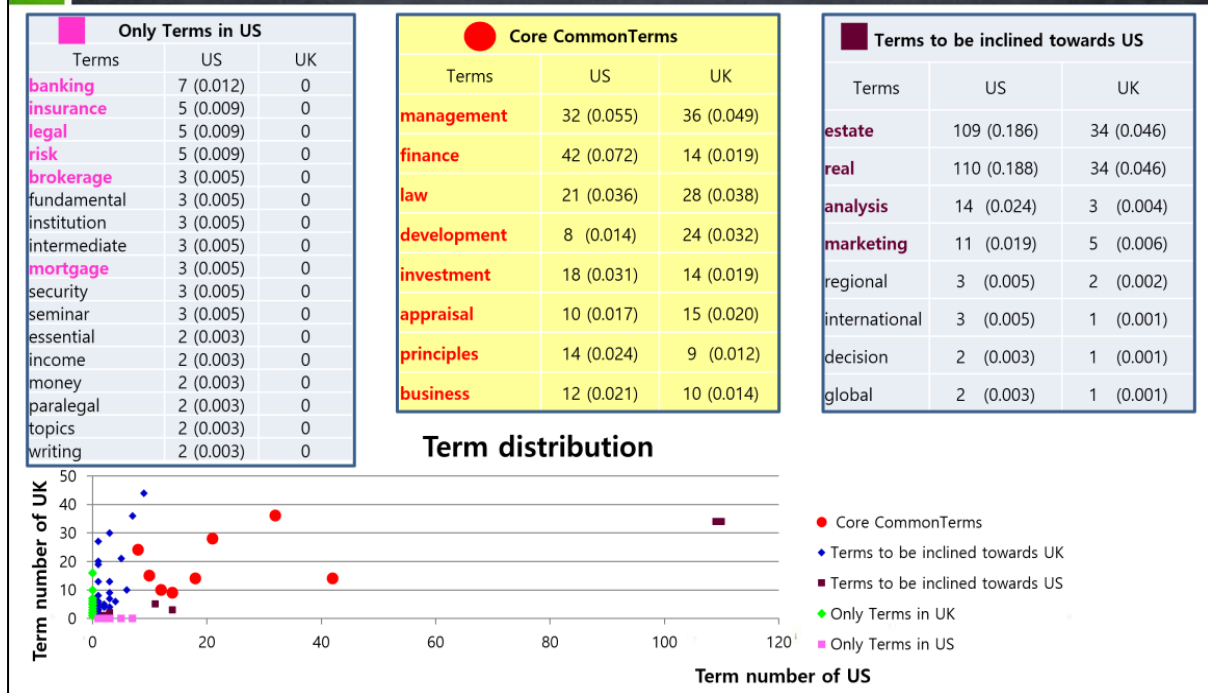 Only Terms in US
Terms US UK
banking 7 (0.012) 0
insurance 5 (0.009) 0
legal 5 (0.009) 0
risk 5 (0.009) 0
brokerage 3 (0.005) 0
fundamental 3 (0.005) 0
institution 3 (0.005) 0
intermediate 3 (0.005) 0
mortgage 3 (0.005) 0
security 3 (0.005) 0
seminar 3 (0.005) 0
essential 2 (0.003) 0
income 2 (0.003) 0
money 2 (0.003) 0
paralegal 2 (0.003) 0
topics 2 (0.003) 0
writing 2 (0.003) 0
Core CommonTerms
Terms US UK
management 32 (0.055) 36 (0.049)
finance 42 (0.072) 14 (0.019)
law 21 (0.036) 28 (0.038)
development 8 (0.014) 24 (0.032)
investment 18 (0.031) 14 (0.019)
appraisal 10 (0.017) 15 (0.020)
principles 14 (0.024) 9 (0.012)
business 12 (0.021) 10 (0.014)
Terms to be inclined towards US
Terms US UK
estate 109 (0.186) 34 (0.046)
real 110 (0.188) 34 (0.046)
analysis 14 (0.024) 3 (0.004)
marketing 11 (0.019) 5 (0.006)
regional 3 (0.005) 2 (0.002)
international 3 (0.005) 1 (0.001)
decision 2 (0.003) 1 (0.001)
global 2 (0.003) 1 (0.001)
Term distribution
Term number of UK
50
40
30
20
10
0
0 20 40 60 80 100 120
Term number of US
Core CommonTerms
Terms to be inclined towards UK
Terms to be inclined towards US
Only Terms in UK
Only Terms in US